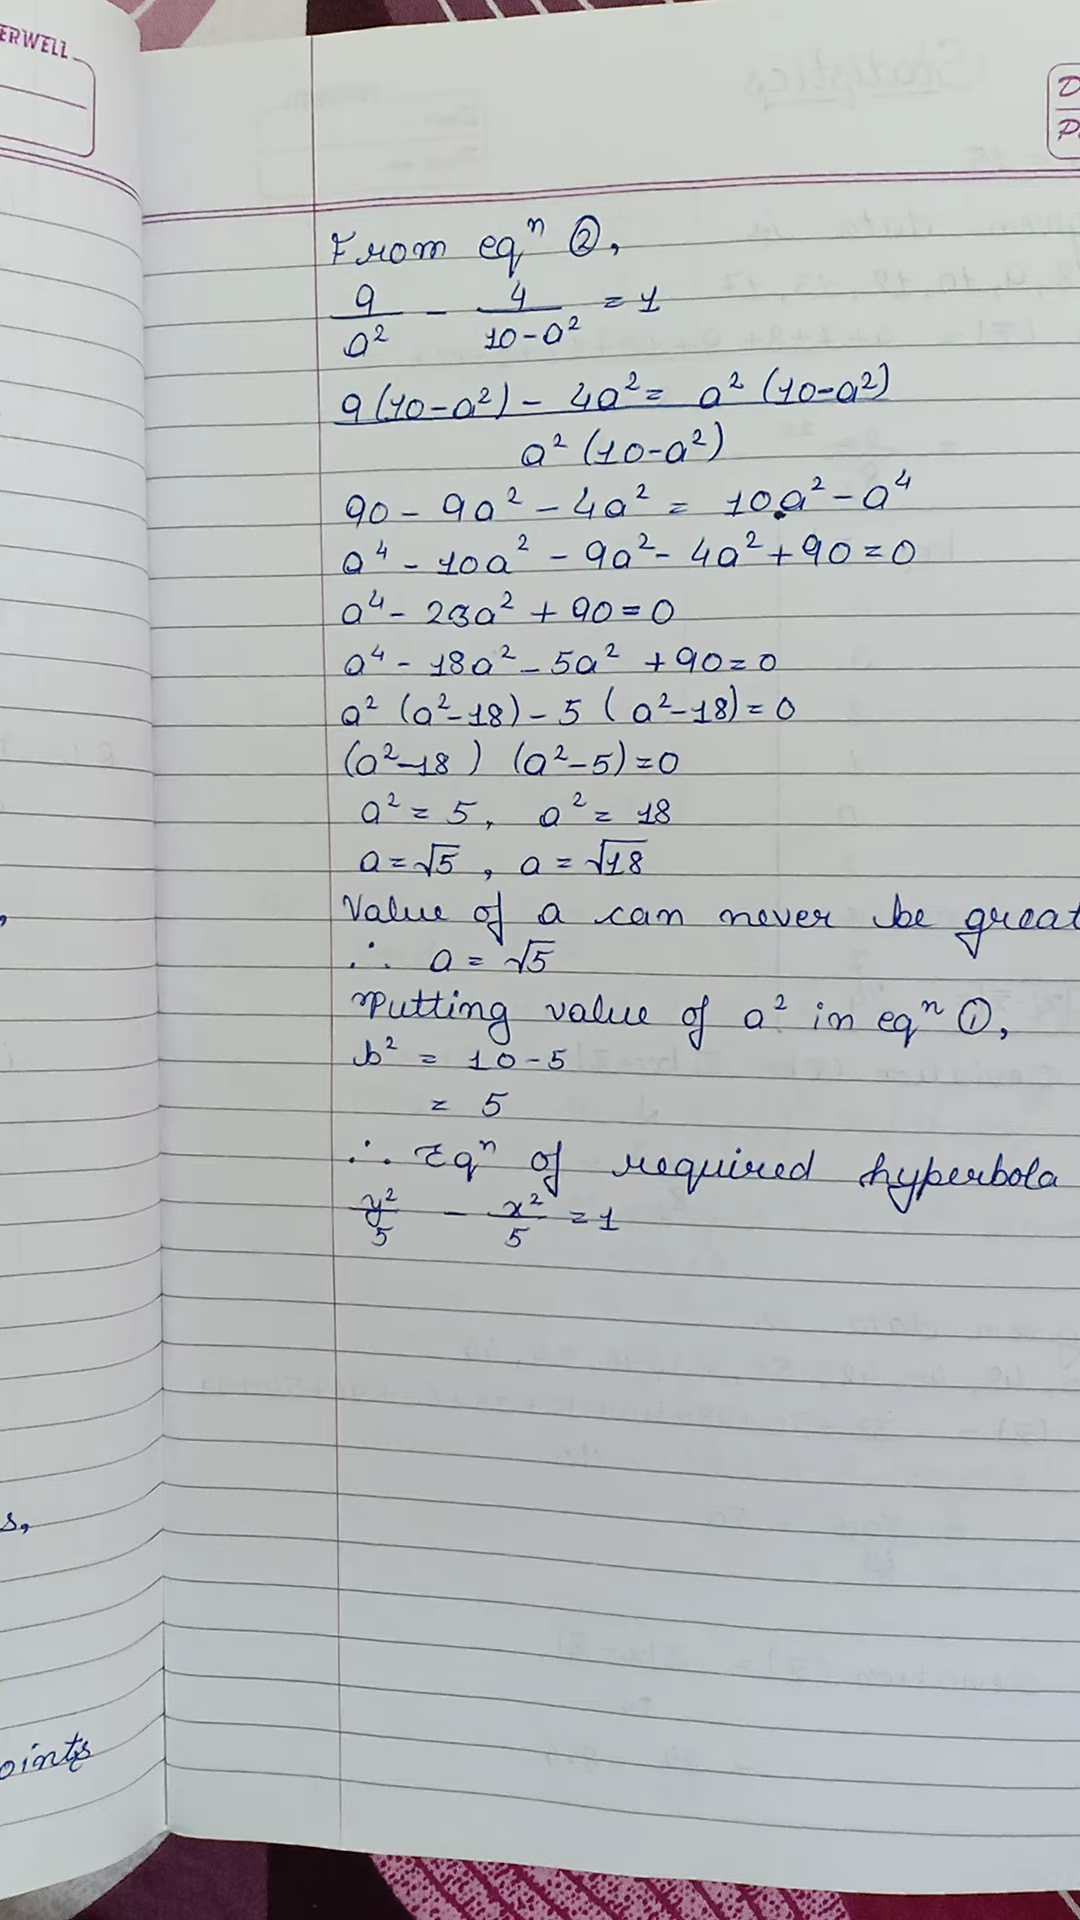 ERWELL
D
P
From eqⁿ ②,
9/a² - 4/10-a² = 1
9(10-a²) - 4a² = a² (10-a²)
a² (10-a²)
90 - 9a² - 4a² = 10a² - a⁴
a⁴ - 10a² - 9a² - 4a² + 90 = 0
a⁴ - 23a² + 90 = 0
a⁴ - 18a² - 5a² + 90 = 0
a² (a²-18) - 5 (a²-18) = 0
(a²-18) (a²-5) = 0
a² = 5, a² = 18
a = √5, a = √18
Value of a can never be great
∴ a = √5
Putting value of a² in eqⁿ ①,
b² = 10 - 5
= 5
∴ Eqⁿ of required hyperbola
y²/5 - x²/5 = 1
s,
oints